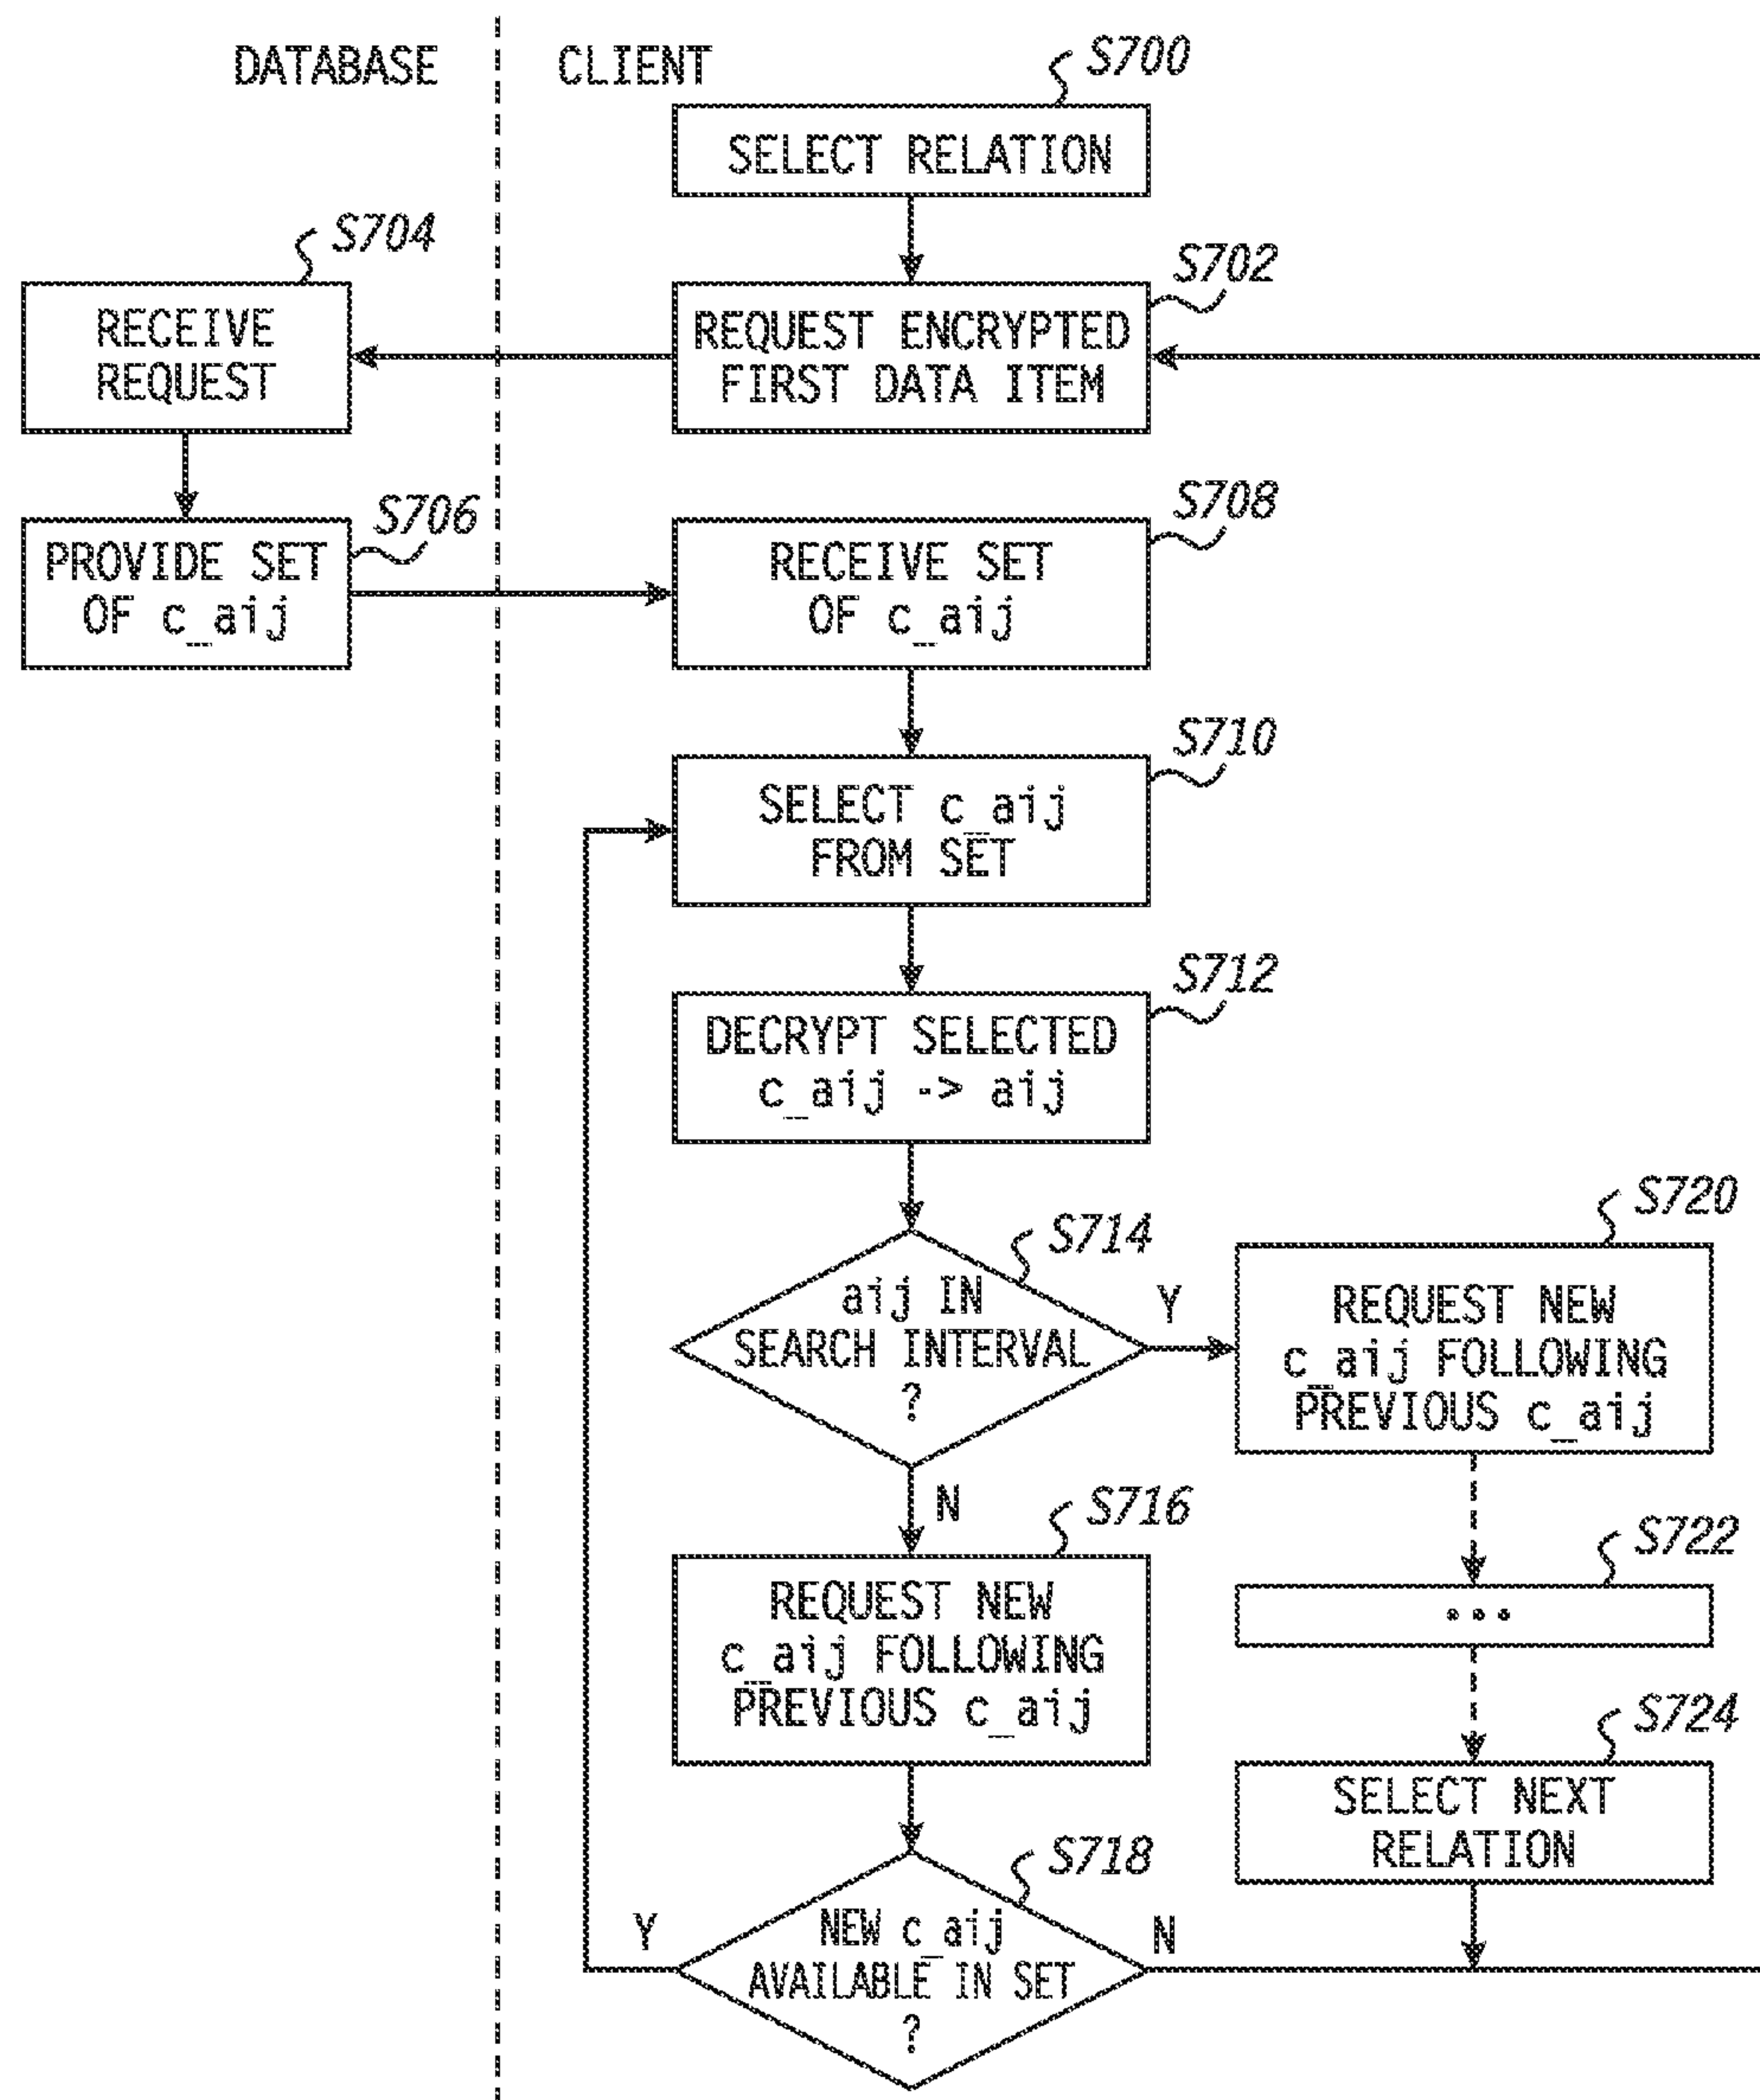 DATABASE
CLIENT
S700
SELECT RELATION
S702
REQUEST ENCRYPTED
FIRST DATA ITEM
S704
RECEIVE
REQUEST
S706
PROVIDE SET
OF c_aij
S708
RECEIVE SET
OF c_aij
S710
SELECT c_aij
FROM SET
S712
DECRYPT SELECTED
c_aij -> aij
S714
aij IN
SEARCH INTERVAL
?
Y
N
S720
REQUEST NEW
c_aij FOLLOWING
PREVIOUS c_aij
S716
REQUEST NEW
c_aij FOLLOWING
PREVIOUS c_aij
S722
•••
S724
SELECT NEXT
RELATION
S718
NEW c_aij
AVAILABLE IN SET
?
Y
N